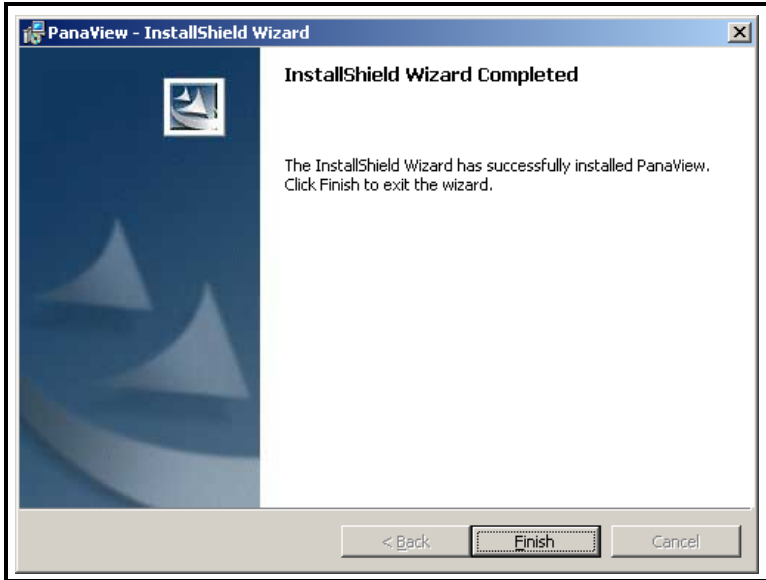 PanaView - InstallShield Wizard
InstallShield Wizard Completed
The InstallShield Wizard has successfully installed PanaView.
Click Finish to exit the wizard.
< Back
Finish
Cancel